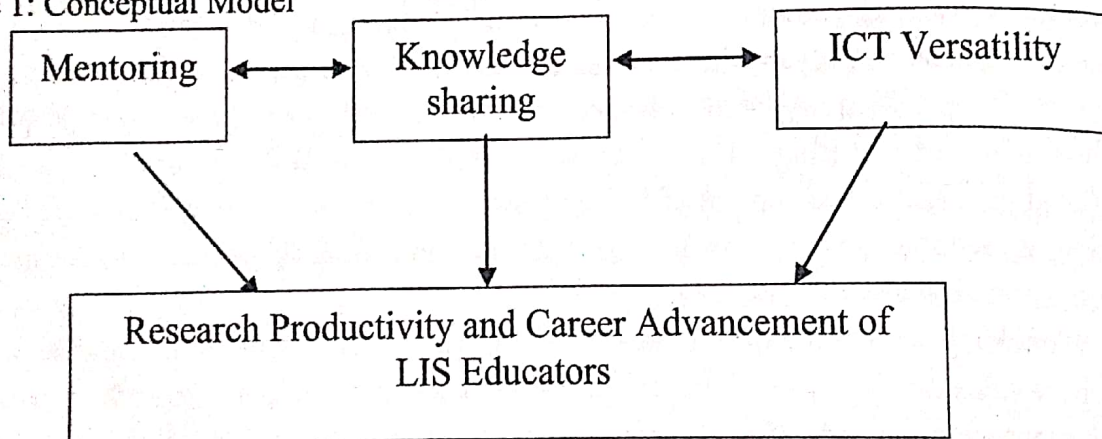 1: Conceptual Model
Mentoring
Knowledge
sharing
ICT Versatility
Research Productivity and Career Advancement of
LIS Educators